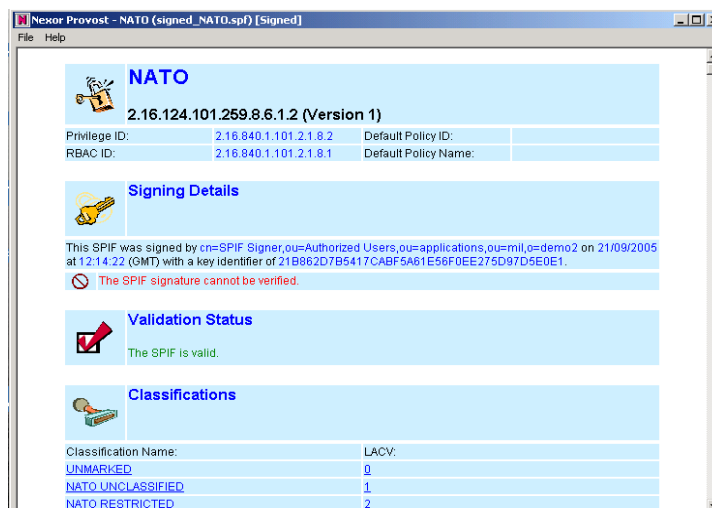 Nexor Provost - NATO (signed_NATO.spf) [Signed]
File Help
NATO
2.16.124.101.259.8.6.1.2 (Version 1)
Privilege ID: 2.16.840.1.101.2.1.8.2 Default Policy ID:
RBAC ID: 2.16.840.1.101.2.1.8.1 Default Policy Name:
Signing Details
This SPIF was signed by cn=SPIF Signer,ou=Authorized Users,ou=applications,ou=mil,o=demo2 on 21/09/2005
at 12:14:22 (GMT) with a key identifier of 21B862D7B5417CABF5A61E56F0EE275D97D5E0E1.
The SPIF signature cannot be verified.
Validation Status
The SPIF is valid.
Classifications
Classification Name: LACV:
UNMARKED 0
NATO UNCLASSIFIED 1
NATO RESTRICTED 2